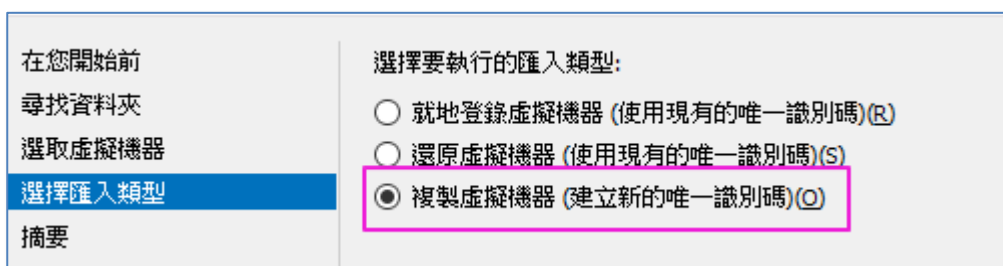 在您開始前
尋找資料夾
選取虛擬機器
選擇匯入類型
摘要
選擇要執行的匯入類型:
就地登錄虛擬機器 (使用現有的唯一識別碼)(R)
還原虛擬機器 (使用現有的唯一識別碼)(S)
複製虛擬機器 (建立新的唯一識別碼)(O)